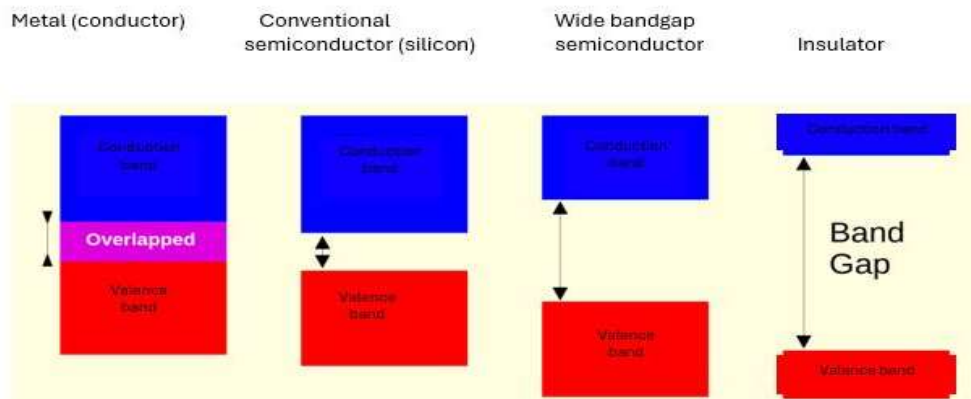 Metal (conductor)
Conventional
semiconductor (silicon)
Wide bandgap
semiconductor
Insulator
Conduction
band
Overlapped
Valence
band
Conduction
band
Valence
band
Conduction
band
Valence
band
Conduction band
Band
Gap
Valence band